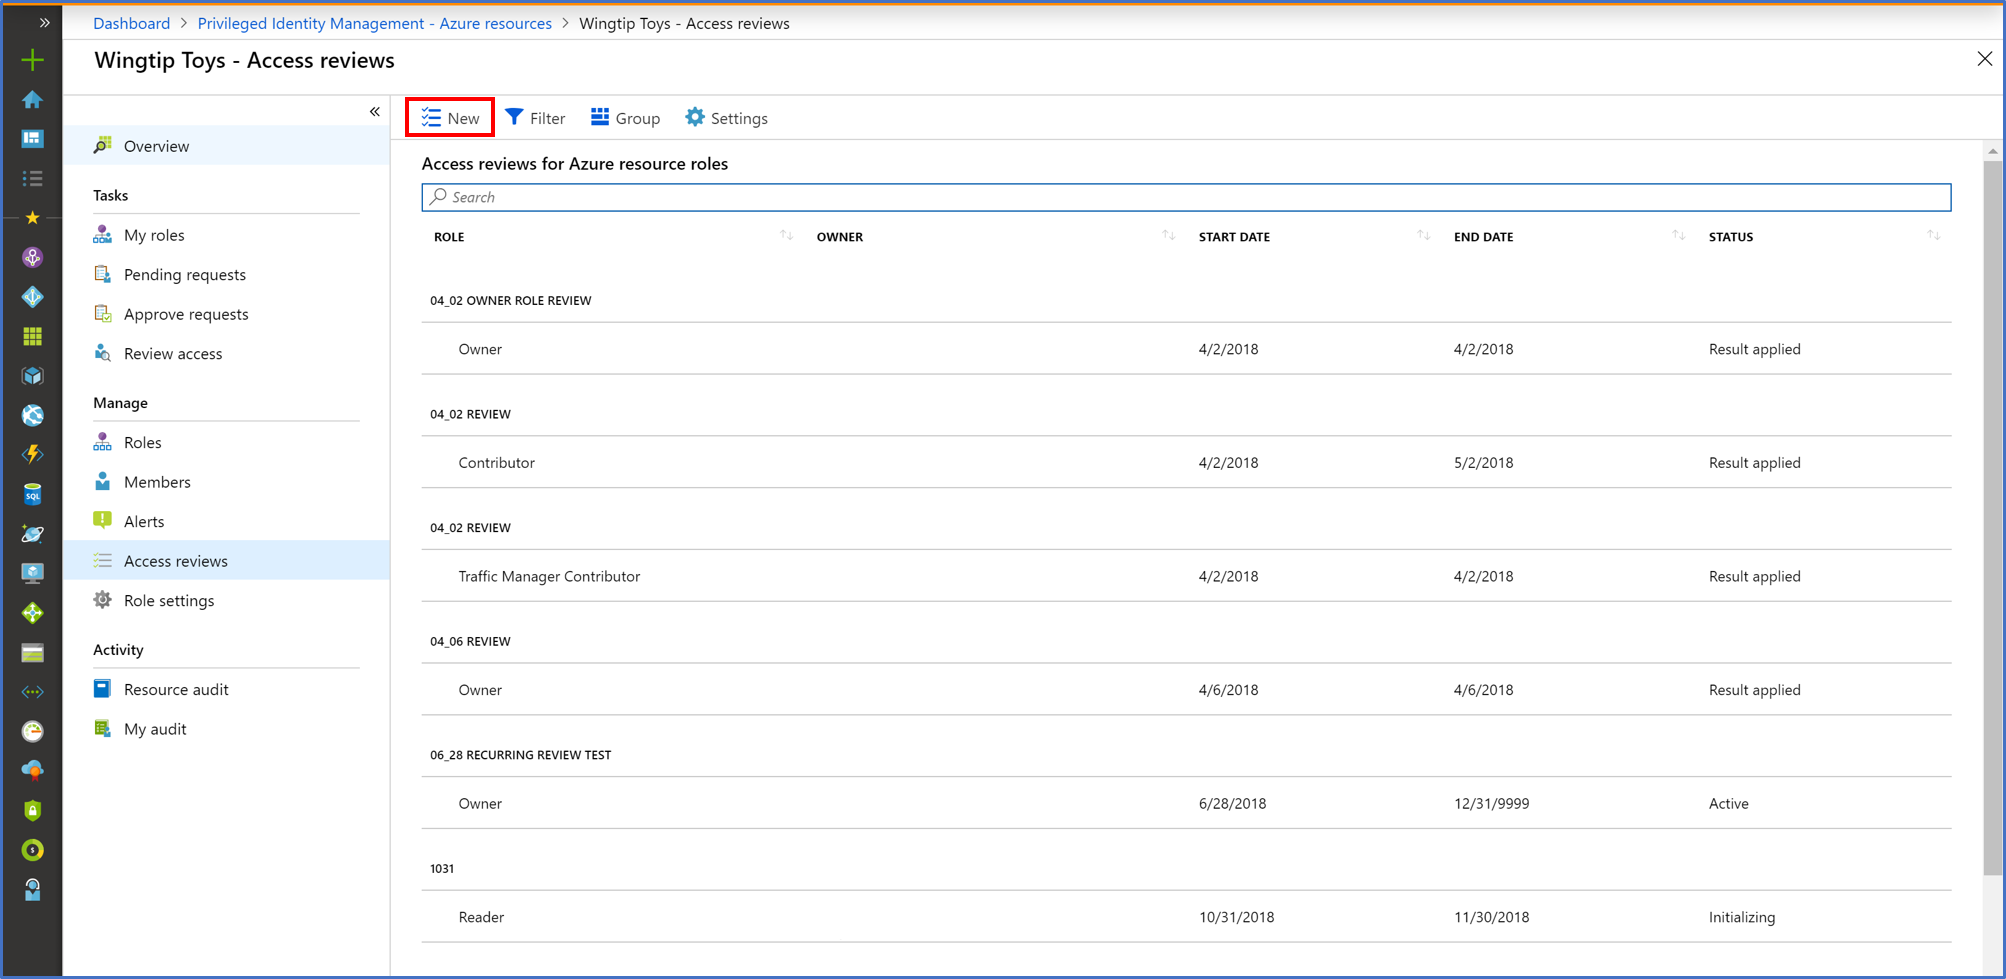 Dashboard > Privileged Identity Management - Azure resources > Wingtip Toys - Access reviews
Wingtip Toys - Access reviews
Overview
Tasks
My roles
Pending requests
Approve requests
Review access
Manage
Roles
Members
Alerts
Access reviews
Role settings
Activity
Resource audit
My audit
SQL
New Filter Group Settings
Access reviews for Azure resource roles
Search
ROLE OWNER START DATE END DATE STATUS
04_02 OWNER ROLE REVIEW
Owner 4/2/2018 4/2/2018 Result applied
04_02 REVIEW
Contributor 4/2/2018 5/2/2018 Result applied
04_02 REVIEW
Traffic Manager Contributor 4/2/2018 4/2/2018 Result applied
04_06 REVIEW
Owner 4/6/2018 4/6/2018 Result applied
06_28 RECURRING REVIEW TEST
Owner 6/28/2018 12/31/9999 Active
1031
Reader 10/31/2018 11/30/2018 Initializing